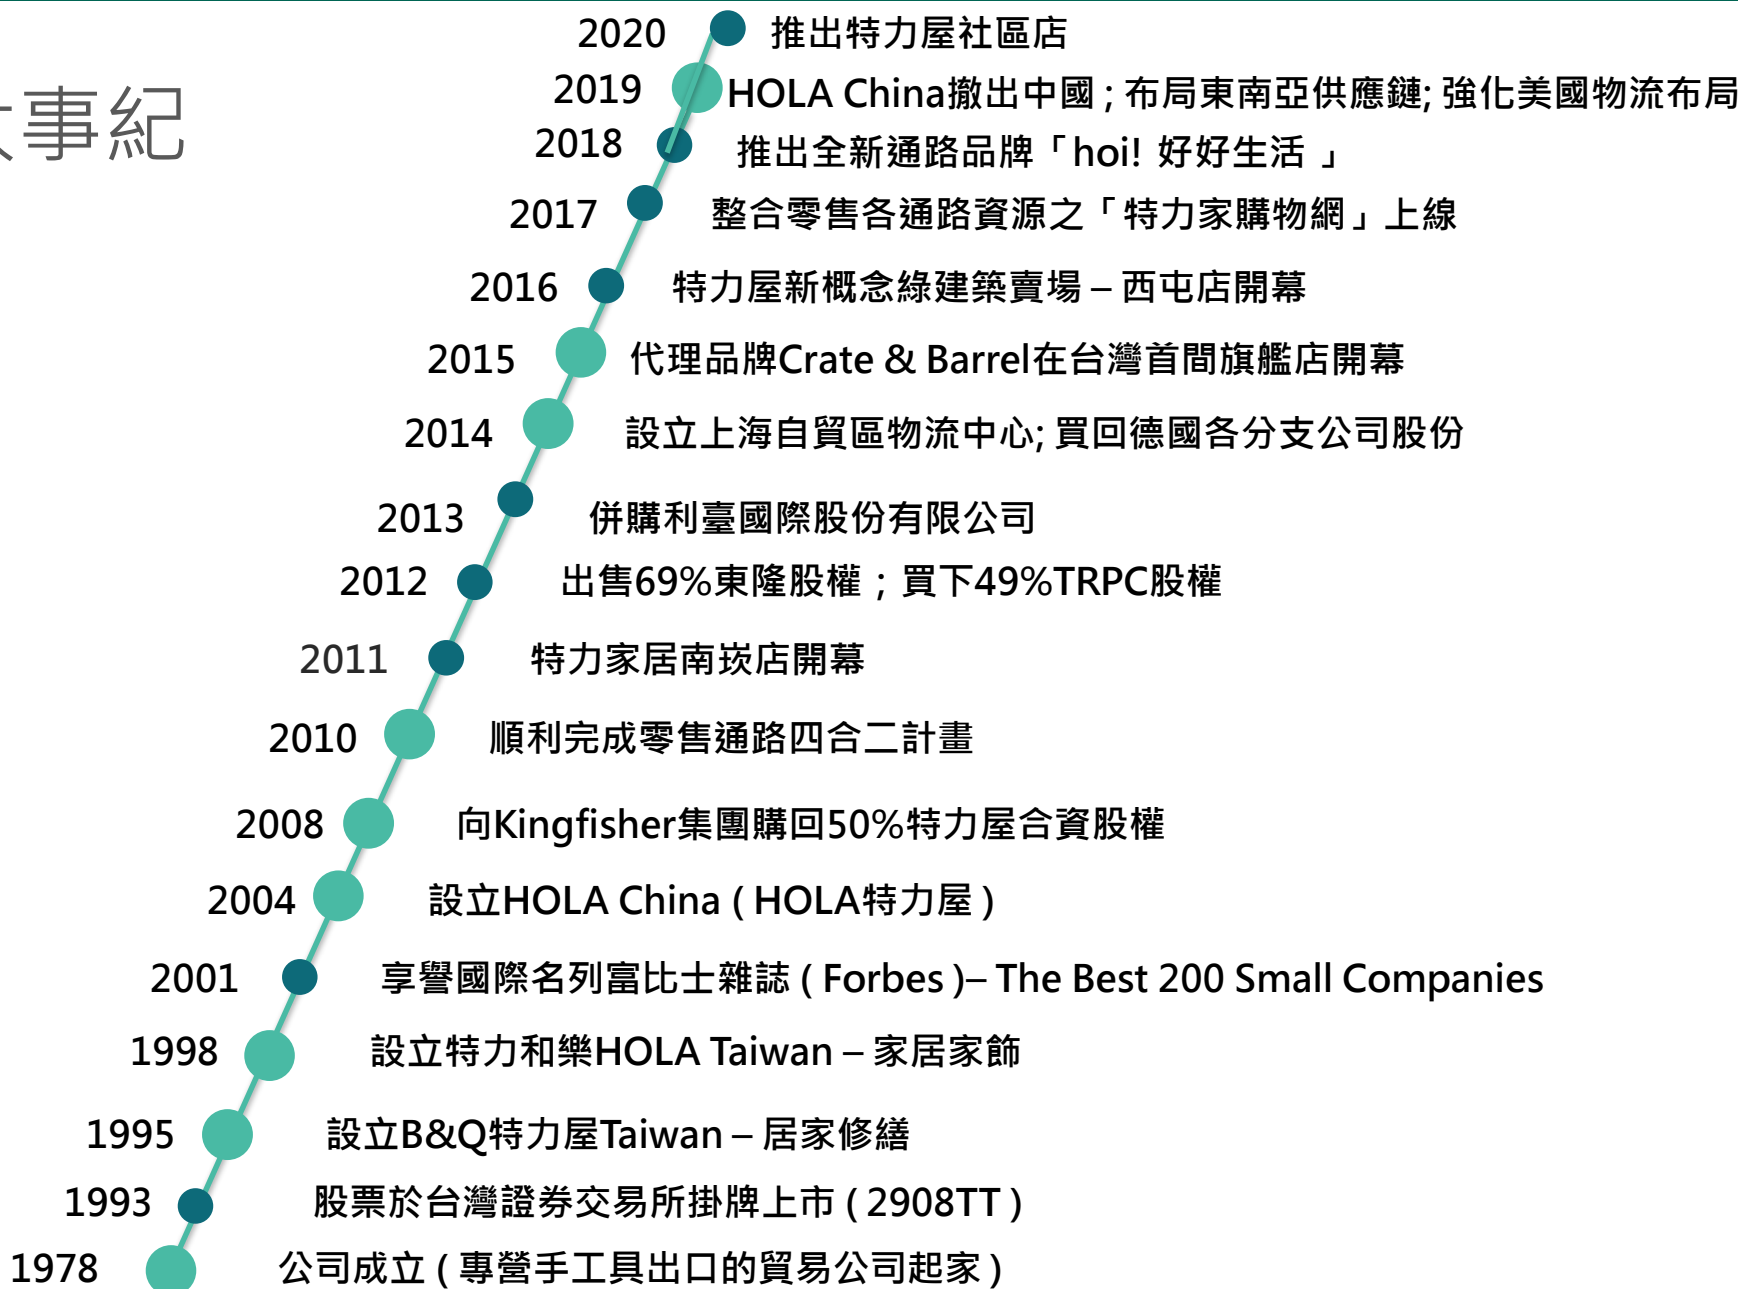 大事紀
2020 推出特力屋社區店
2019 HOLA China撤出中國 ; 布局東南亞供應鏈; 強化美國物流布局
2018 推出全新通路品牌「hoi! 好好生活 」
2017 整合零售各通路資源之「特力家購物網」上線
2016 特力屋新概念綠建築賣場 – 西屯店開幕
2015 代理品牌Crate & Barrel在台灣首間旗艦店開幕
2014 設立上海自貿區物流中心; 買回德國各分支公司股份
2013 併購利臺國際股份有限公司
2012 出售69%東隆股權 ; 買下49%TRPC股權
2011 特力家居南崁店開幕
2010 順利完成零售通路四合二計畫
2008 向Kingfisher集團購回50%特力屋合資股權
2004 設立HOLA China ( HOLA特力屋 )
2001 享譽國際名列富比士雜誌 ( Forbes )– The Best 200 Small Companies
1998 設立特力和樂HOLA Taiwan – 家居家飾
1995 設立B&Q特力屋Taiwan – 居家修繕
1993 股票於台灣證券交易所掛牌上市 ( 2908TT )
1978 公司成立 ( 專營手工具出口的貿易公司起家 )